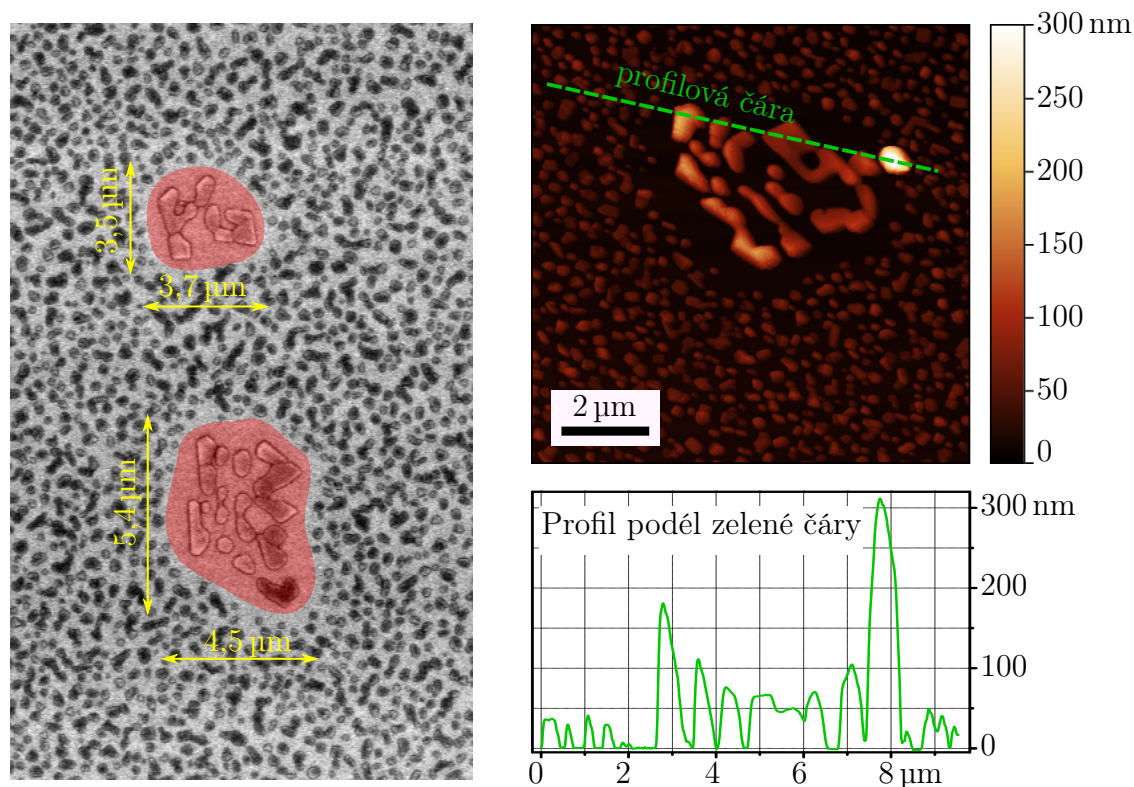 3,5 µm
3,7 µm
5,4 µm
4,5 µm
profilová čára
2 µm
300 nm
250
200
150
100
50
0
Profil podél zelené čáry
300 nm
200
100
0
0 2 4 6 8 µm